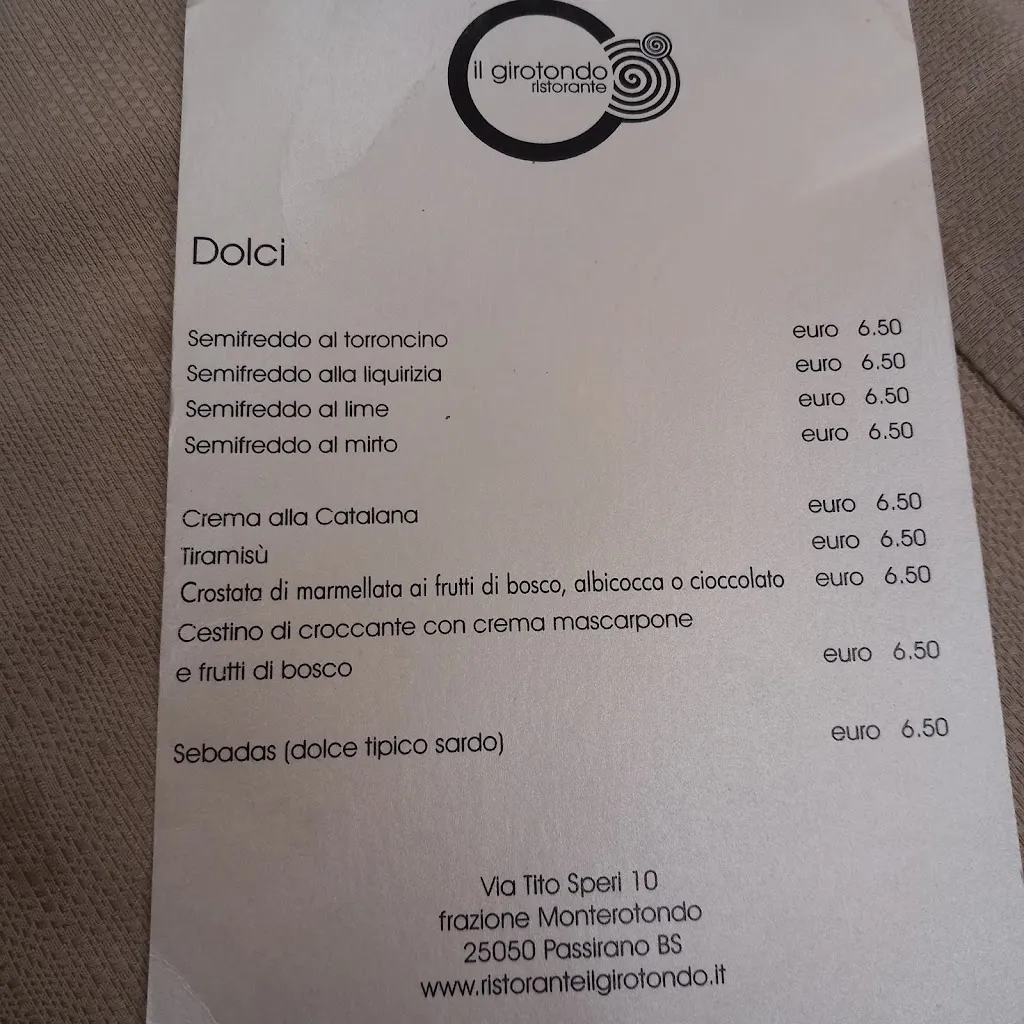 il girotondo
ristorante
Dolci
Semifreddo al torroncino euro 6.50
Semifreddo alla liquirizia euro 6.50
Semifreddo al lime euro 6.50
Semifreddo al mirto euro 6.50
Crema alla Catalana euro 6.50
Tiramisù euro 6.50
Crostata di marmellata ai frutti di bosco, albicocca o cioccolato euro 6.50
Cestino di croccante con crema mascarpone
e frutti di bosco euro 6.50
Sebadas (dolce tipico sardo) euro 6.50
Via Tito Speri 10
frazione Monterotondo
25050 Passirano BS
www.ristoranteilgirotondo.it